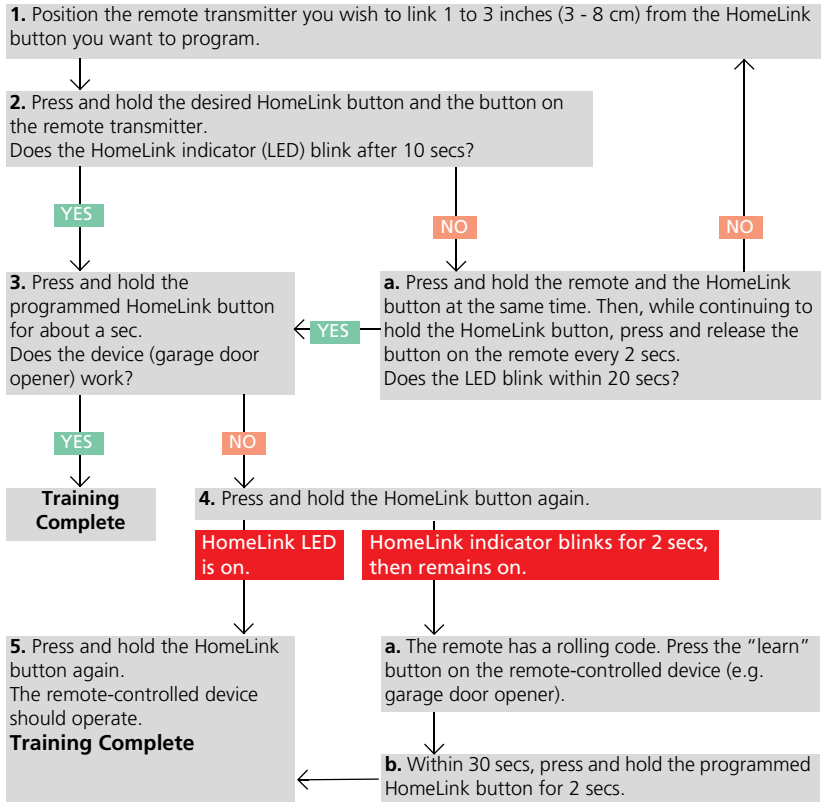 1. Position the remote transmitter you wish to link 1 to 3 inches (3 - 8 cm) from the HomeLink
button you want to program.
2. Press and hold the desired HomeLink button and the button on
the remote transmitter.
Does the HomeLink indicator (LED) blink after 10 secs?
YES
NO
NO
3. Press and hold the
programmed HomeLink button
for about a sec.
Does the device (garage door
opener) work?
YES
a. Press and hold the remote and the HomeLink
button at the same time. Then, while continuing to
hold the HomeLink button, press and release the
button on the remote every 2 secs.
Does the LED blink within 20 secs?
YES
NO
Training
Complete
4. Press and hold the HomeLink button again.
HomeLink LED
is on.
HomeLink indicator blinks for 2 secs,
then remains on.
5. Press and hold the HomeLink
button again.
The remote-controlled device
should operate.
Training Complete
a. The remote has a rolling code. Press the “learn”
button on the remote-controlled device (e.g.
garage door opener).
b. Within 30 secs, press and hold the programmed
HomeLink button for 2 secs.